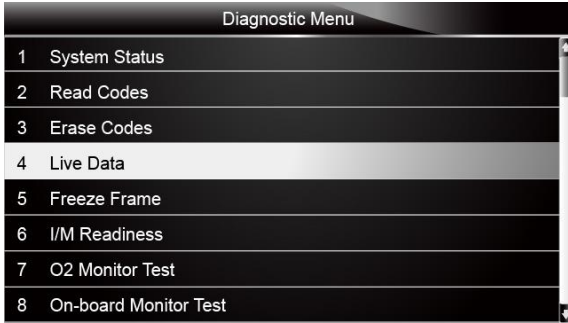 Diagnostic Menu
1 System Status
2 Read Codes
3 Erase Codes
4 Live Data
5 Freeze Frame
6 I/M Readiness
7 O2 Monitor Test
8 On-board Monitor Test